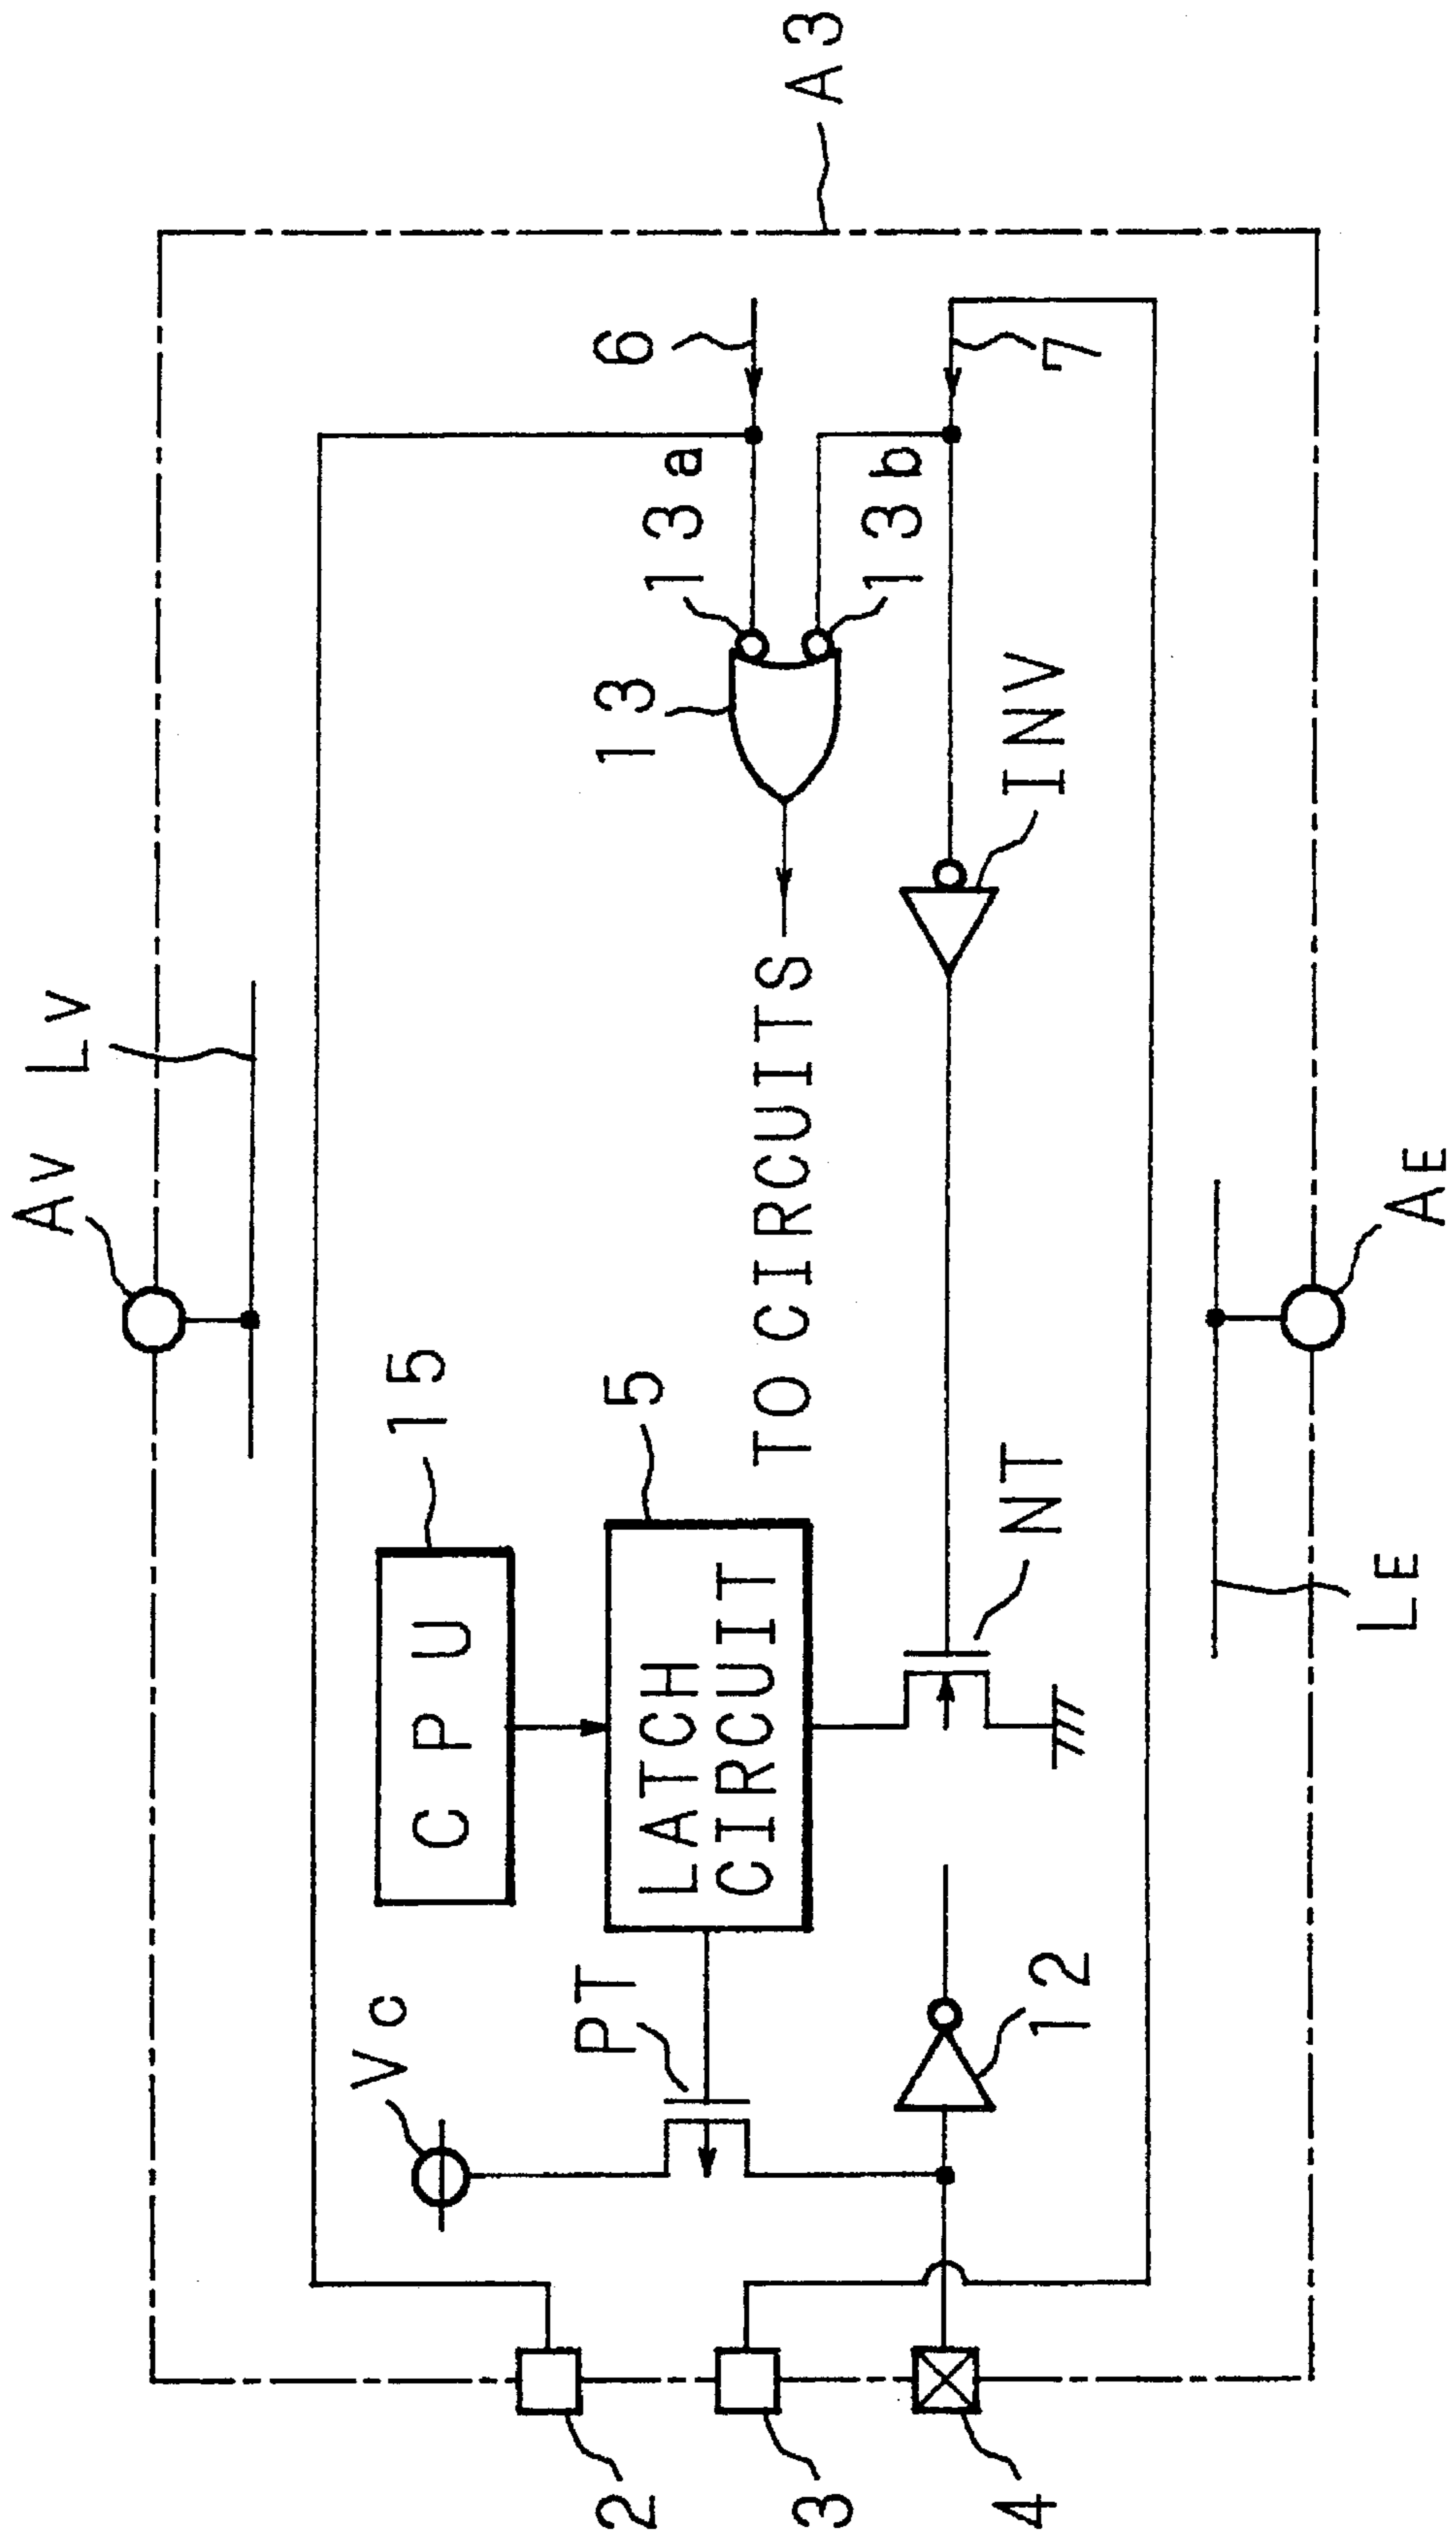 Av
Lv
A3
CPU
15
Vc
LATCH
CIRCUIT
5
PT
6
13
13a
13b
TO CIRCUITS
7
INV
NT
12
2
3
4
LE
AE